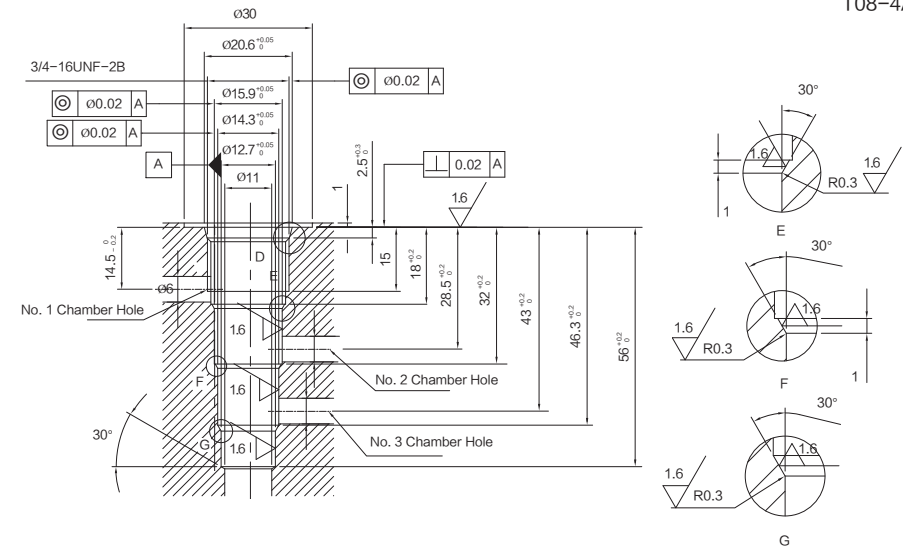 T08-4
Ø30
Ø20.6 +0.05 0
3/4-16UNF-2B
Ø0.02 A
Ø15.9 +0.05 0
Ø0.02 A
Ø14.3 +0.05 0
Ø0.02 A
Ø12.7 +0.05 0
A
Ø11
1
2.5 +0.3 0
0.02 A
1.6
14.5 0 -0.2
D
E
15
18 +0.2 0
28.5 +0.2 0
32 +0.2 0
43 +0.2 0
46.3 +0.2 0
56 +0.2 0
Ø6
No. 1 Chamber Hole
1.6
F
1.6
No. 2 Chamber Hole
30°
G
1.6
No. 3 Chamber Hole
30°
1.6
1.6
R0.3
1
E
30°
1.6
1.6
R0.3
1
F
30°
1.6
1.6
R0.3
G